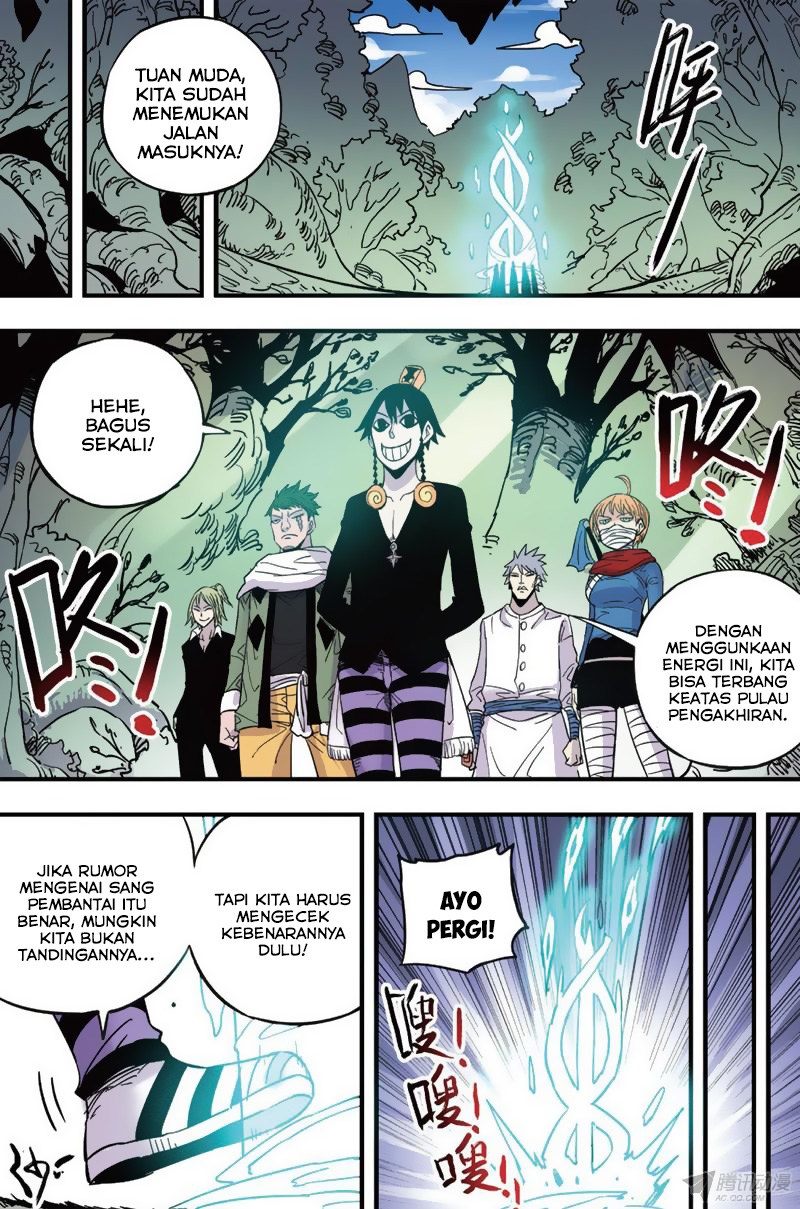 TUAN MUDA,
KITA SUDAH
MENEMUKAN
JALAN
MASUKNYA!
呯
HEHE,
BAGUS
SEKALI!
咚!
咚!
DENGAN
MENGGUNKAAN
ENERGI INI, KITA
BISA TERBANG
KEATAS PULAU
PENGAKHIRAN.
JIKA RUMOR
MENGENAI SANG
PEMBANTAI ITU
BENAR, MUNGKIN
KITA BUKAN
TANDINGANNYA...
TAPI KITA HARUS
MENGECEK
KEBENARANNYA
DULU!
AYO
PERGI!
嗖!
嗖!
嗖!!
腾讯动漫
AC.QQ.COM